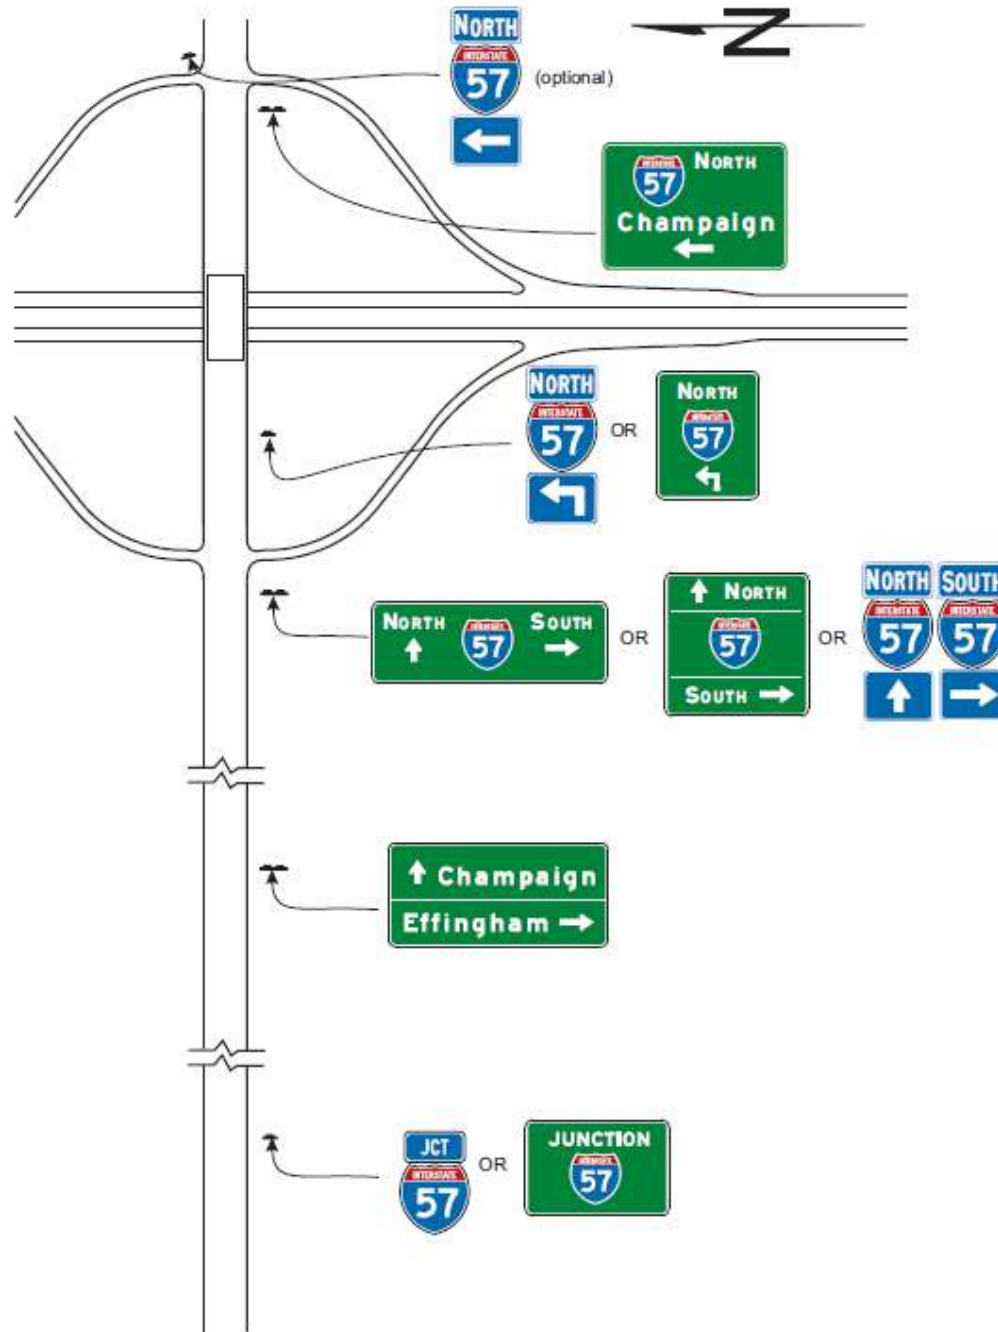 NORTH
INTERSTATE
57
(optional)
N
INTERSTATE
57
NORTH
Champaign
NORTH
INTERSTATE
57
OR
NORTH
INTERSTATE
57
NORTH
INTERSTATE
57
SOUTH
OR
NORTH
INTERSTATE
57
SOUTH
OR
NORTH
INTERSTATE
57
SOUTH
INTERSTATE
57
Champaign
Effingham
JCT
INTERSTATE
57
OR
JUNCTION
INTERSTATE
57